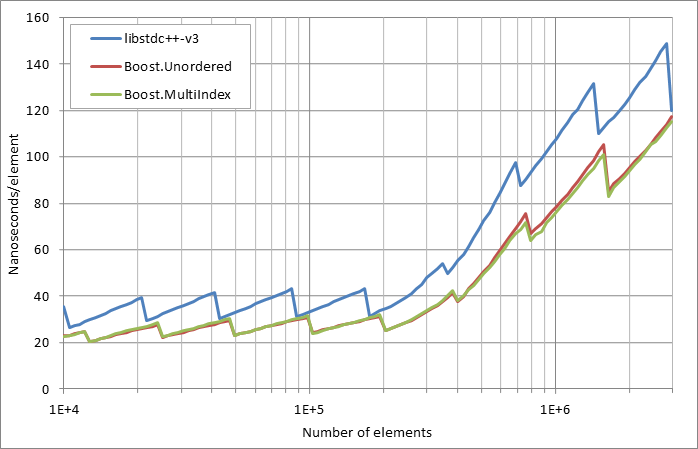 160
140
120
100
80
60
40
20
0
Nanoseconds/element
libstdc++-v3
Boost.Unordered
Boost.MultiIndex
1E+4
1E+5
1E+6
Number of elements